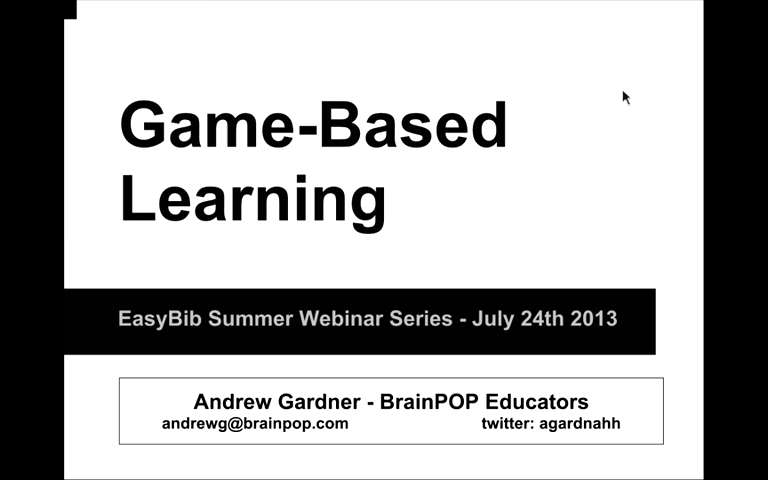 Game-Based
Learning
EasyBib Summer Webinar Series - July 24th 2013
Andrew Gardner - BrainPOP Educators
andrewg@brainpop.com twitter: agardnahh